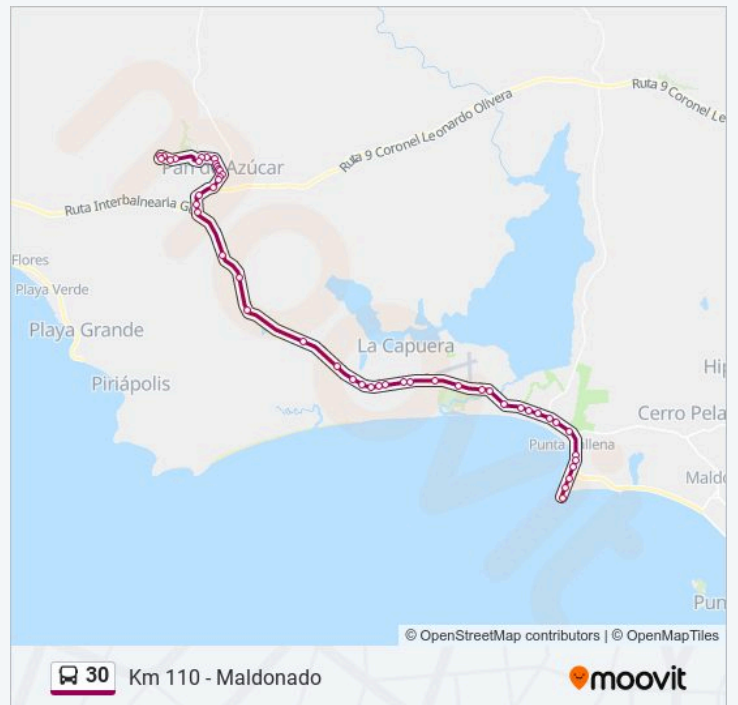 Ruta 9 Coronel Leonardo Olivera
Ruta 9 Coronel Le
Pan de Azúcar
Ruta Interbalnearia G
Flores
Playa Verde
Playa Grande
La Capuera
Piriápolis
Hip
Cerro Pela
Punta Ballena
Maldo
Pun
© OpenStreetMap contributors | © OpenMapTiles
30 Km 110 - Maldonado
moovit